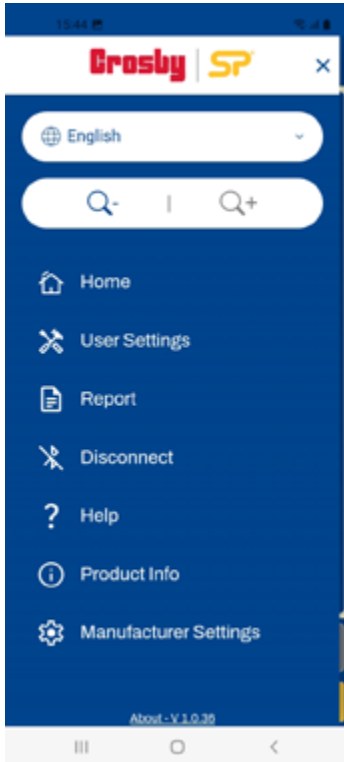 15:44
Crosby | SP
English
Q- | Q+
Home
User Settings
Report
Disconnect
Help
Product Info
Manufacturer Settings
About - V 1.0.36